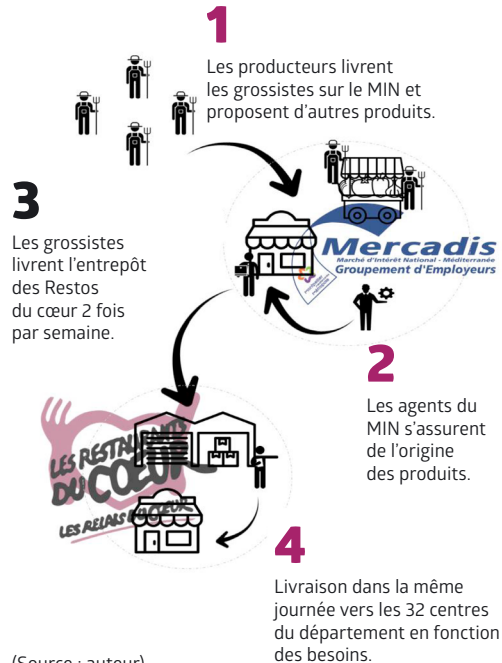 1
Les producteurs livrent
les grossistes sur le MIN et
proposent d'autres produits.
Mercadis
Marché d'Intérêt National - Méditerranée
Groupement d'Employeurs
2
Les agents du
MIN s'assurent
de l'origine
des produits.
3
Les grossistes
livrent l'entrepôt
des Restos
du cœur 2 fois
par semaine.
LES RESTAURANTS
DU COEUR
LES RELAIS DU COEUR
4
Livraison dans la même
journée vers les 32 centres
du département en fonction
des besoins.
(Source : auteur)